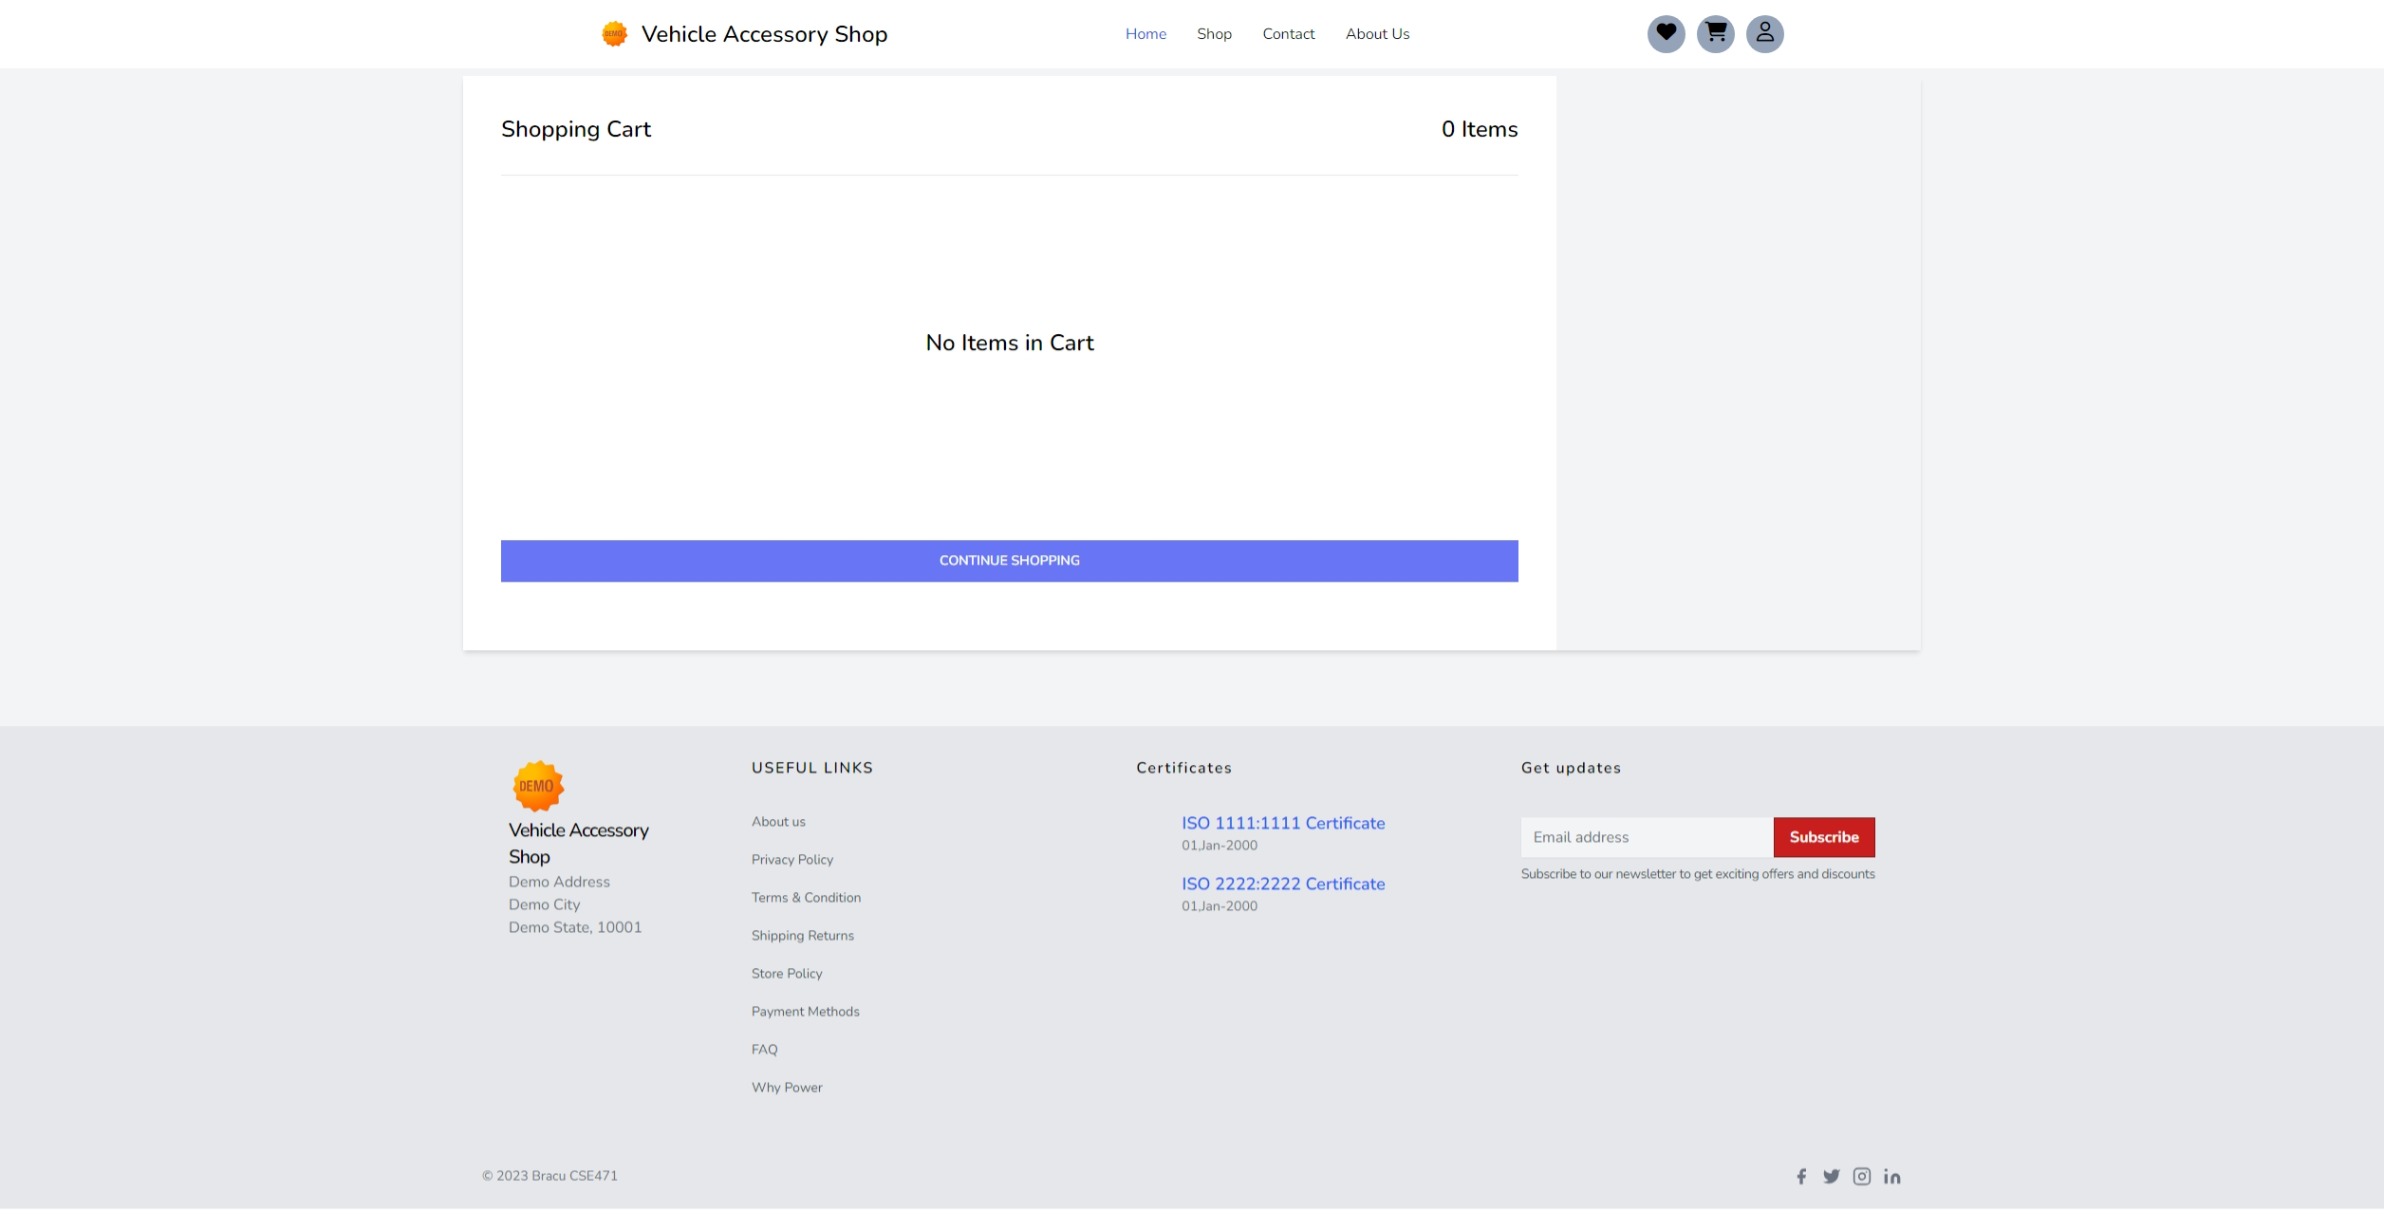 DEMO
Vehicle Accessory Shop
Home
Shop
Contact
About Us
Shopping Cart
0 Items
No Items in Cart
CONTINUE SHOPPING
DEMO
Vehicle Accessory
Shop
Demo Address
Demo City
Demo State, 10001
USEFUL LINKS
About us
Privacy Policy
Terms & Condition
Shipping Returns
Store Policy
Payment Methods
FAQ
Why Power
Certificates
ISO 1111:1111 Certificate
01,Jan-2000
ISO 2222:2222 Certificate
01,Jan-2000
Get updates
Email address
Subscribe
Subscribe to our newsletter to get exciting offers and discounts
© 2023 Bracu CSE471